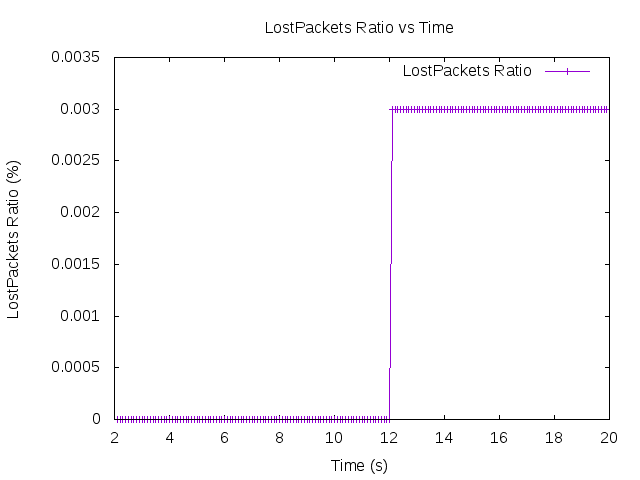 LostPackets Ratio vs Time
LostPackets Ratio
0.0035
0.003
0.0025
0.002
0.0015
0.001
0.0005
0
LostPackets Ratio (%)
2 4 6 8 10 12 14 16 18 20
Time (s)